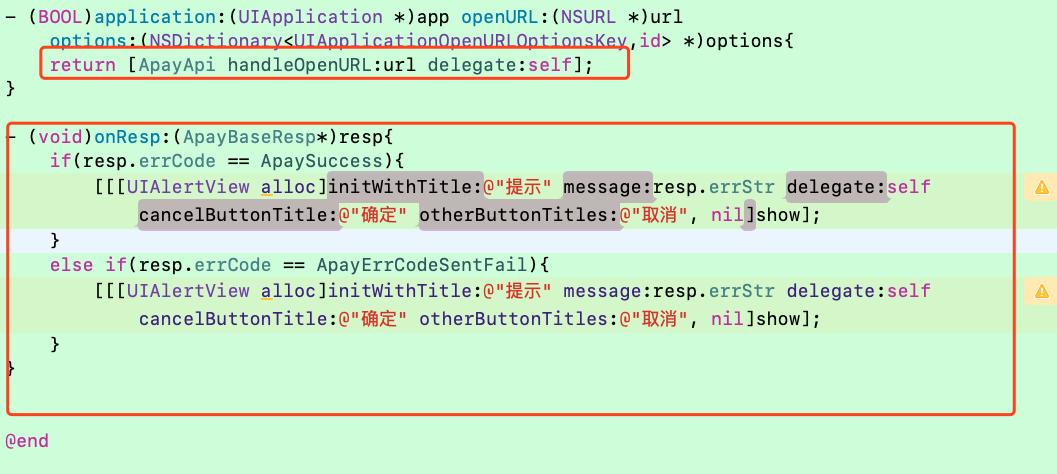 - (BOOL)application:(UIApplication *)app openURL:(NSURL *)url
options:(NSDictionary<UIApplicationOpenURLOptionsKey,id> *)options{
return [ApayApi handleOpenURL:url delegate:self];
}
- (void)onResp:(ApayBaseResp*)resp{
if(resp.errCode == ApaySuccess){
[[[UIAlertView alloc]initWithTitle:@"提示" message:resp.errStr delegate:self
cancelButtonTitle:@"确定" otherButtonTitles:@"取消", nil]show];
}
else if(resp.errCode == ApayErrCodeSentFail){
[[[UIAlertView alloc]initWithTitle:@"提示" message:resp.errStr delegate:self
cancelButtonTitle:@"确定" otherButtonTitles:@"取消", nil]show];
}
}
@end